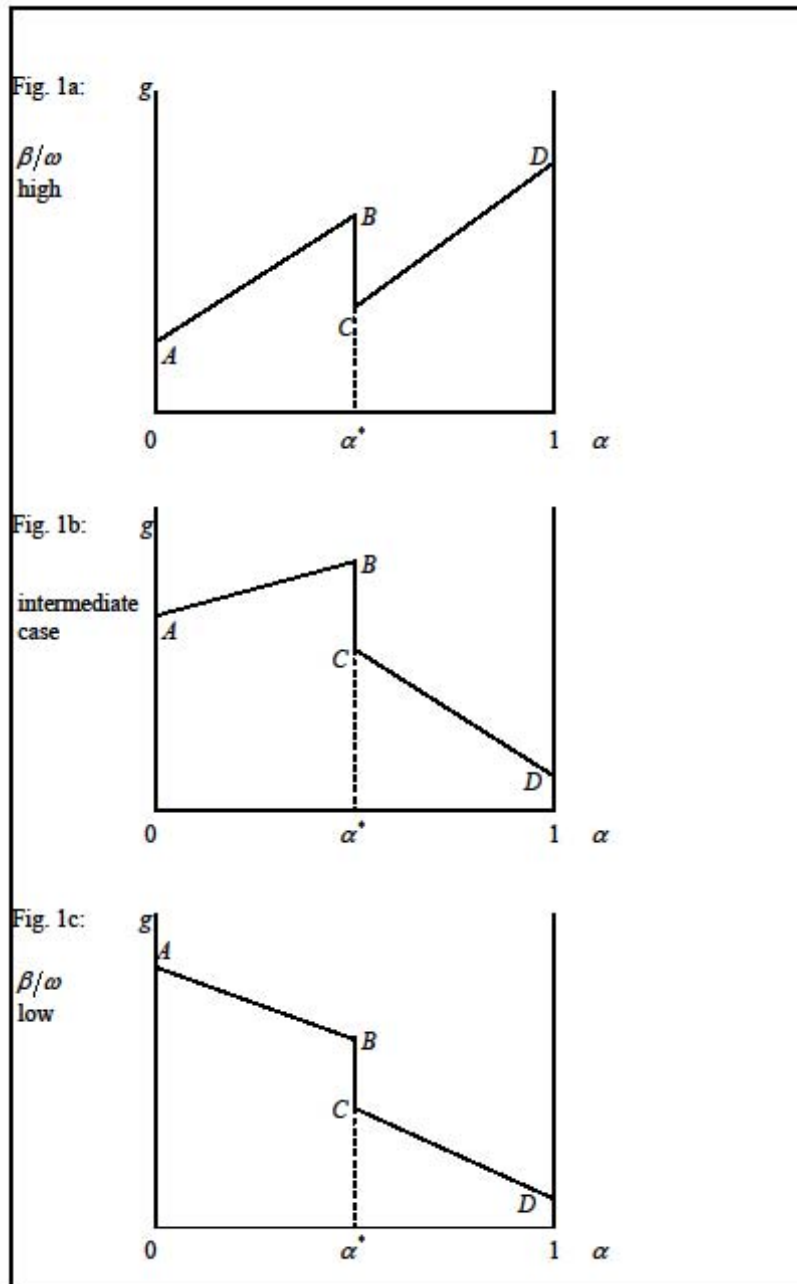 Fig. 1a: g
β/ω
high
D
B
C
A
0 α* 1 α
Fig. 1b: g
B
intermediate
case
A
C
D
0 α* 1 α
Fig. 1c: g
A
β/ω
low
B
C
D
0 α* 1 α